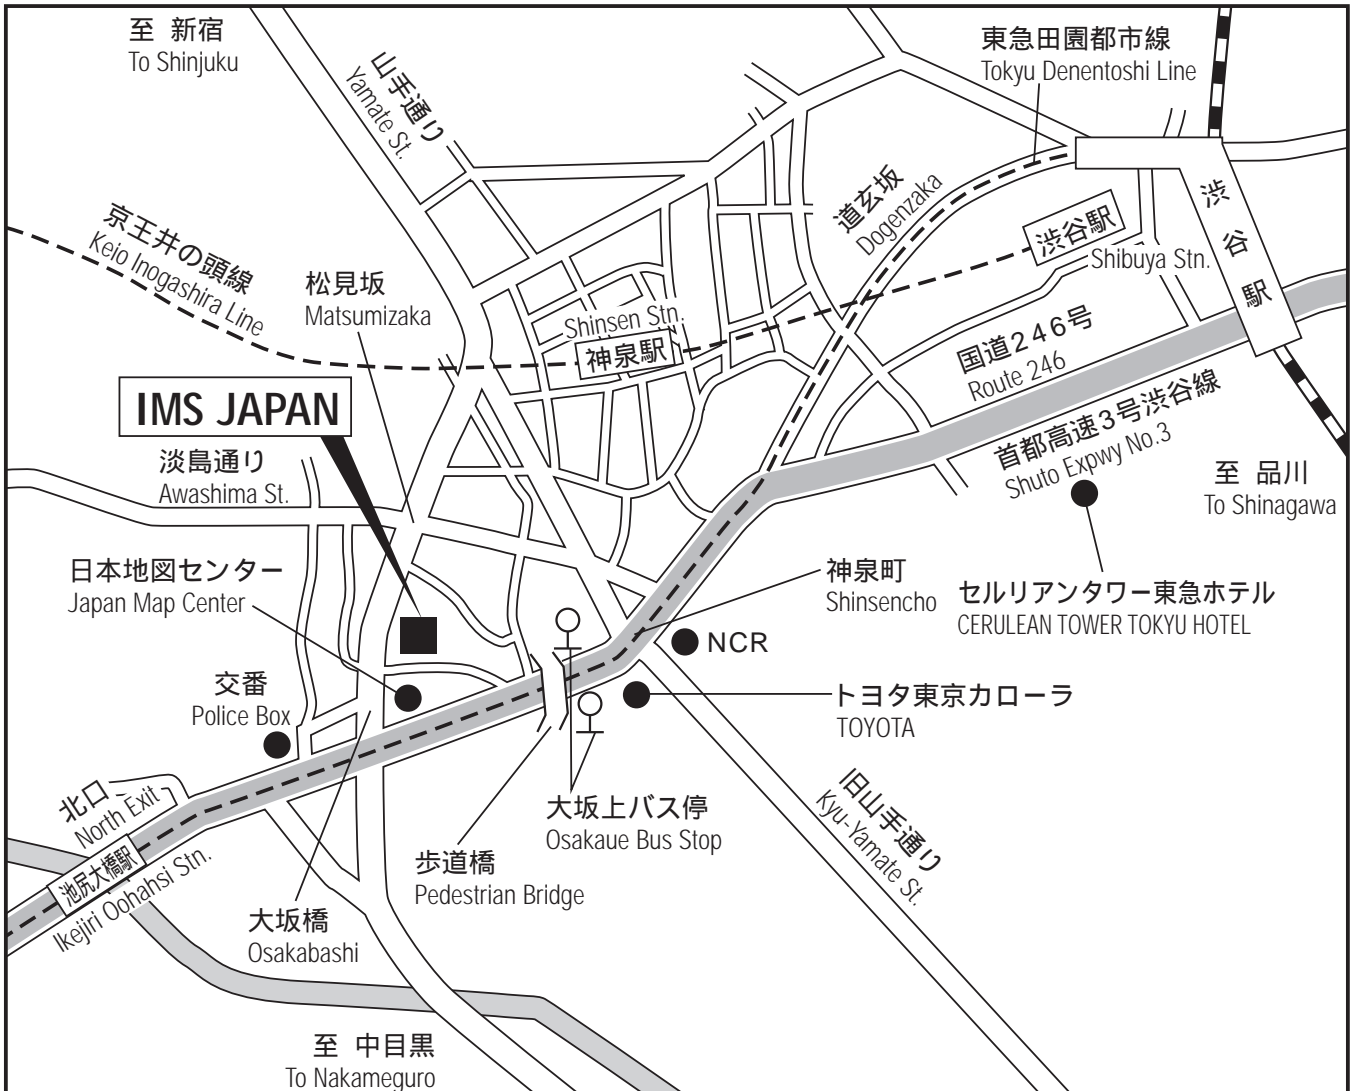 至 新宿
To Shinjuku
山手通り
Yamate St.
東急田園都市線
Tokyu Denentoshi Line
京王井の頭線
Keio Inogashira Line
松見坂
Matsumizaka
道玄坂
Dogenzaka
渋谷駅
Shibuya Stn.
渋谷駅
Shinsen Stn.
神泉駅
国道246号
Route 246
首都高速3号渋谷線
Shuto Expwy No.3
IMS JAPAN
淡島通り
Awashima St.
至 品川
To Shinagawa
日本地図センター
Japan Map Center
神泉町
Shinsencho
セルリアンタワー東急ホテル
CERULEAN TOWER TOKYU HOTEL
NCR
交番
Police Box
トヨタ東京カローラ
TOYOTA
北口
North Exit
池尻大橋駅
Ikejiri Oohahsi Stn.
大坂上バス停
Osakaue Bus Stop
旧山手通り
Kyu-Yamate St.
歩道橋
Pedestrian Bridge
大坂橋
Osakabashi
至 中目黒
To Nakameguro